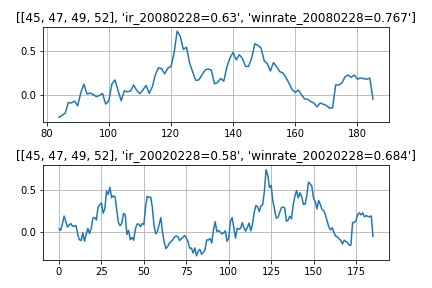 [[45, 47, 49, 52], 'ir_20080228=0.63', 'winrate_20080228=0.767']
0.5
0.0
80 100 120 140 160 180
[[45, 47, 49, 52], 'ir_20020228=0.58', 'winrate_20020228=0.684']
0.5
0.0
0 25 50 75 100 125 150 175